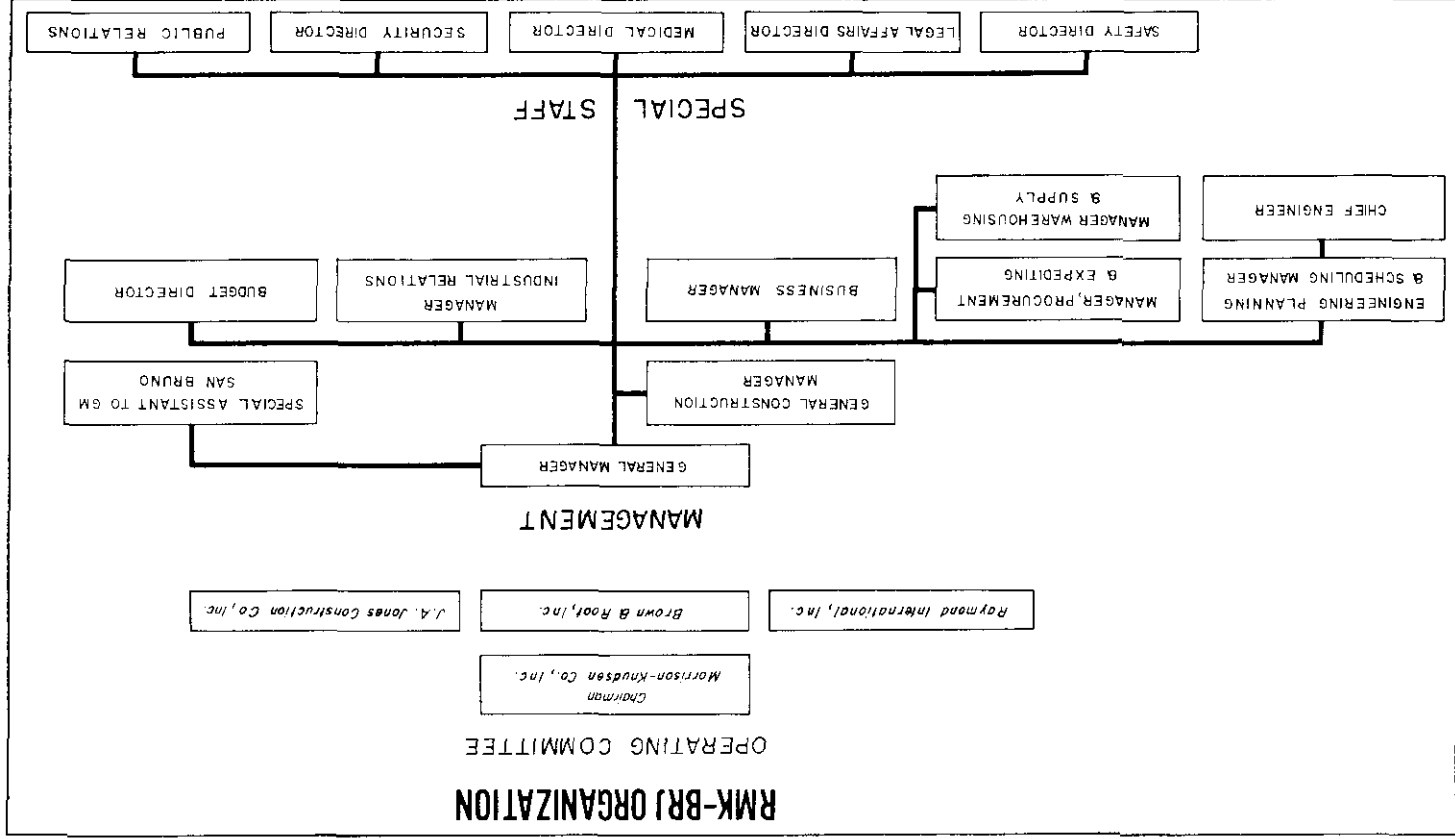 RMK-BRJ ORGANIZATION
OPERATING COMMITTEE
Chairman
Morrison-Knudsen Co., Inc.
Raymond International, Inc.
Brown & Root, Inc.
J.A. Jones Construction Co, Inc.
MANAGEMENT
GENERAL MANAGER
GENERAL CONSTRUCTION
MANAGER
SPECIAL ASSISTANT TO GM
SAN BRUNO
ENGINEERING PLANNING
& SCHEDULING MANAGER
MANAGER, PROCUREMENT
& EXPEDITING
BUSINESS MANAGER
MANAGER
INDUSTRIAL RELATIONS
BUDGET DIRECTOR
CHIEF ENGINEER
MANAGER WAREHOUSING
& SUPPLY
SPECIAL STAFF
SAFETY DIRECTOR
LEGAL AFFAIRS DIRECTOR
MEDICAL DIRECTOR
SECURITY DIRECTOR
PUBLIC RELATIONS